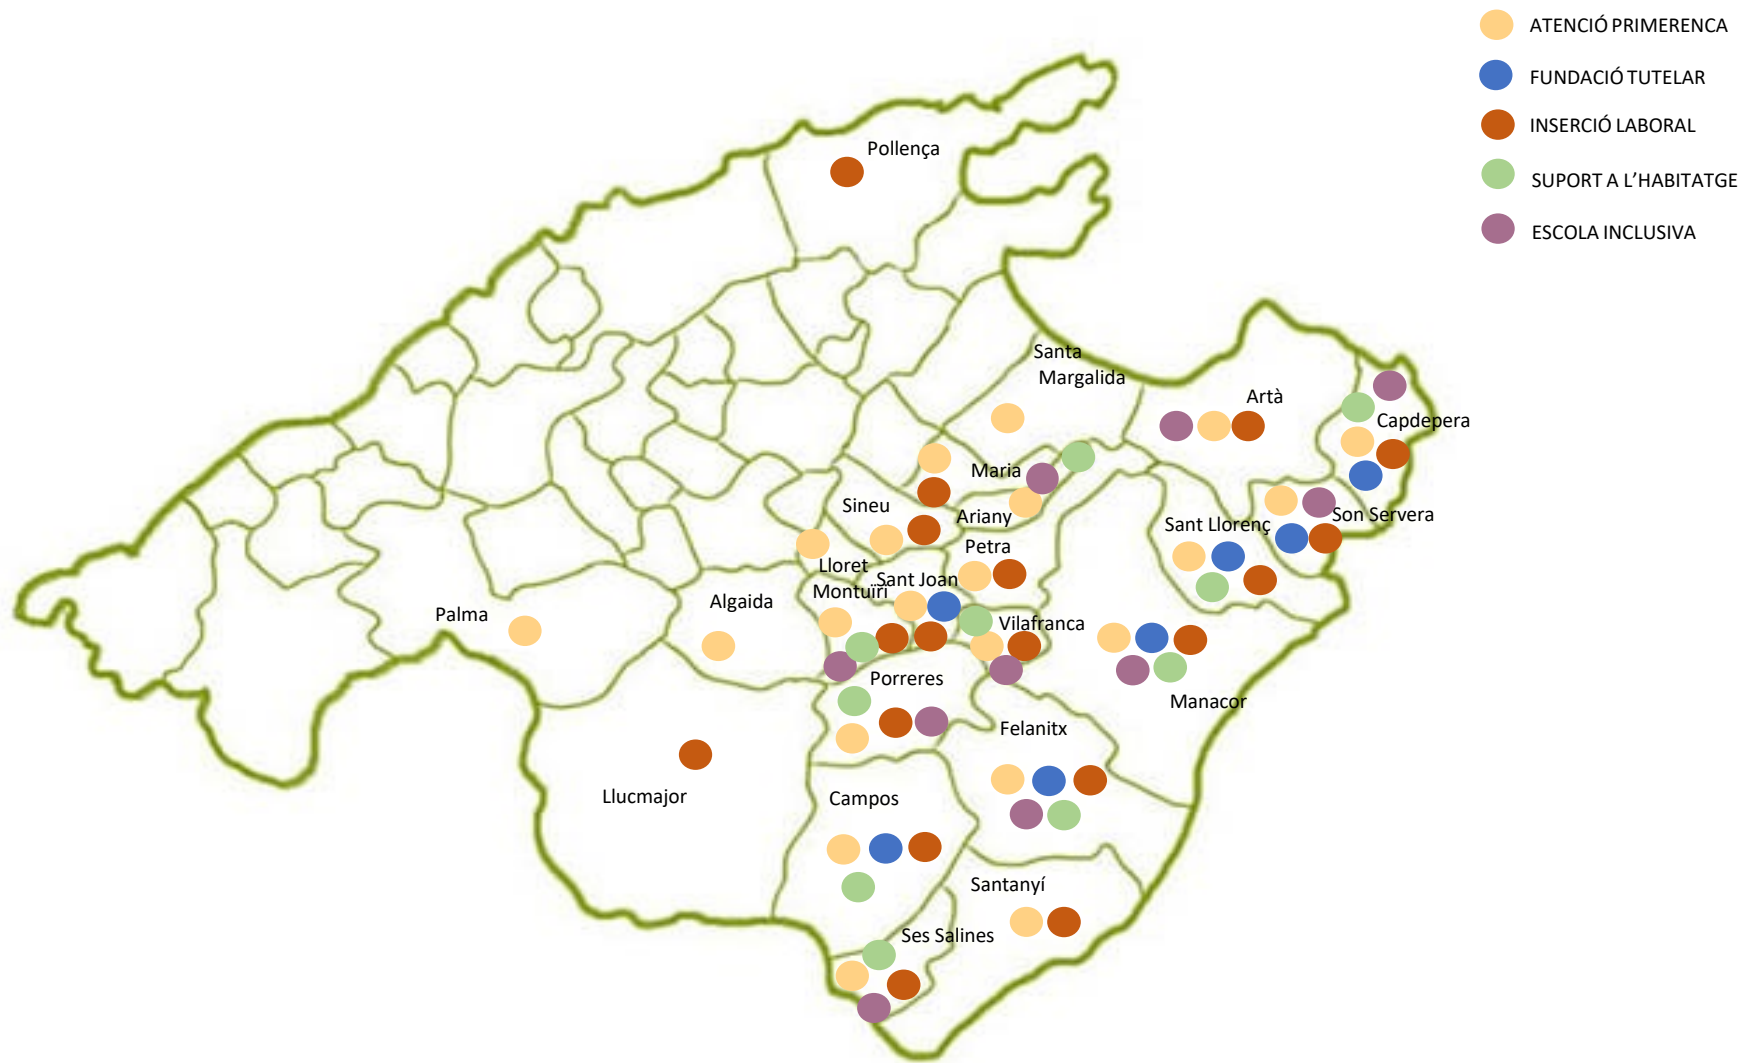 ATENCIÓ PRIMERENCA
FUNDACIÓ TUTELAR
INSERCIÓ LABORAL
SUPORT A L'HABITATGE
ESCOLA INCLUSIVA
Pollença
Santa
Margalida
Artà
Capdepera
Maria
Sineu
Ariany
Son Servera
Sant Llorenç
Petra
Lloret
Sant Joan
Montuïri
Algaida
Palma
Vilafranca
Porreres
Manacor
Felanitx
Llucmajor
Campos
Santanyí
Ses Salines